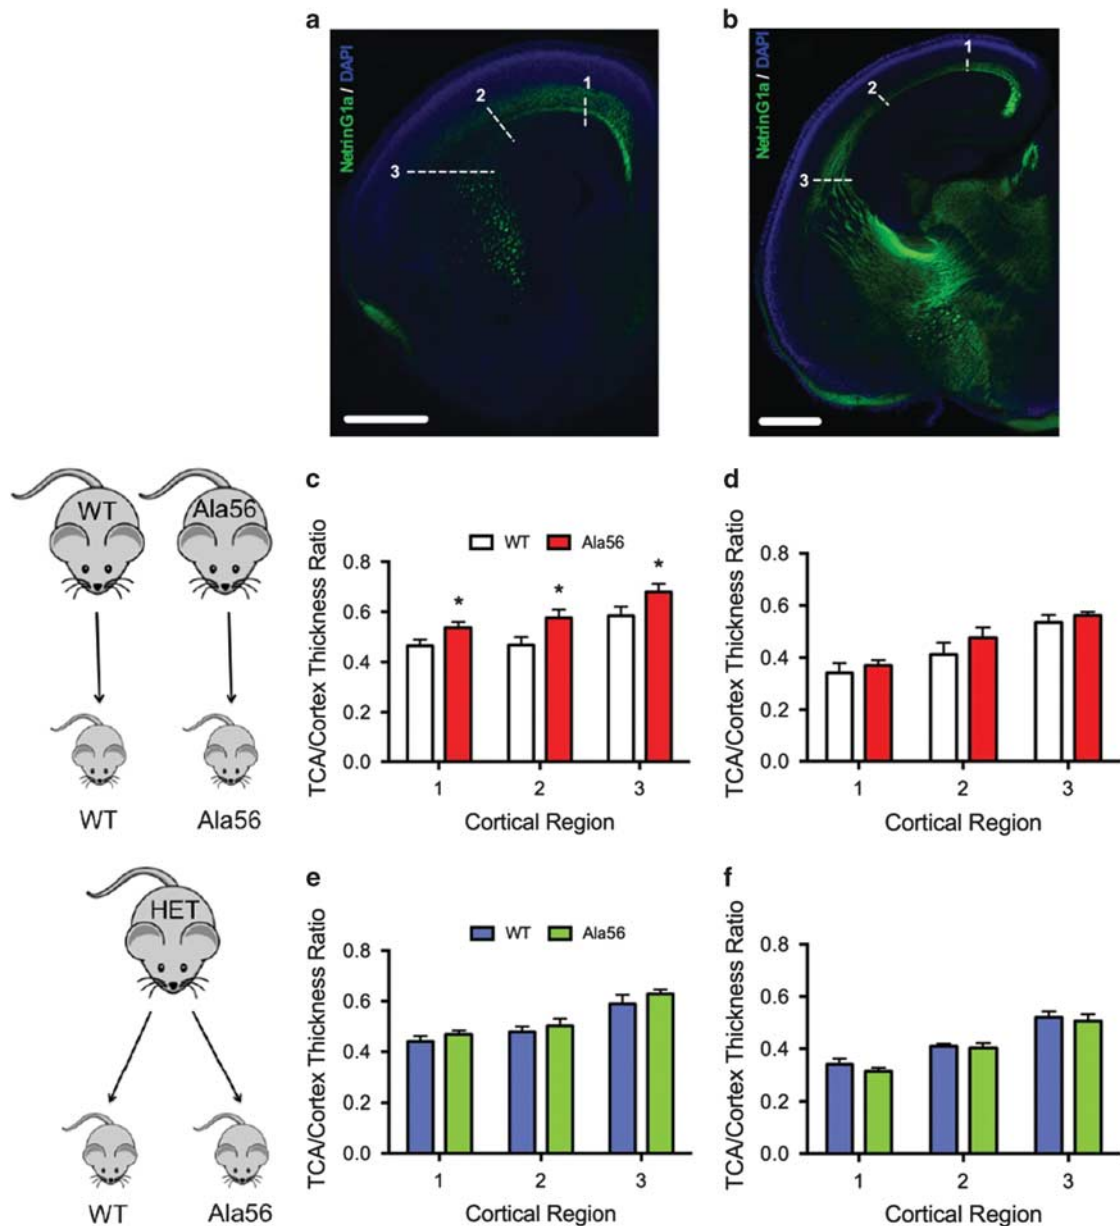 a
NetrinG1a / DAPI
1
2
3
b
NetrinG1a / DAPI
1
2
3
WT
Ala56
WT
Ala56
c
WT
Ala56
TCA/Cortex Thickness Ratio
0.8
0.6
0.4
0.2
0.0
*
*
*
1
2
3
Cortical Region
d
TCA/Cortex Thickness Ratio
0.8
0.6
0.4
0.2
0.0
1
2
3
Cortical Region
HET
WT
Ala56
e
WT
Ala56
TCA/Cortex Thickness Ratio
0.8
0.6
0.4
0.2
0.0
1
2
3
Cortical Region
f
TCA/Cortex Thickness Ratio
0.8
0.6
0.4
0.2
0.0
1
2
3
Cortical Region